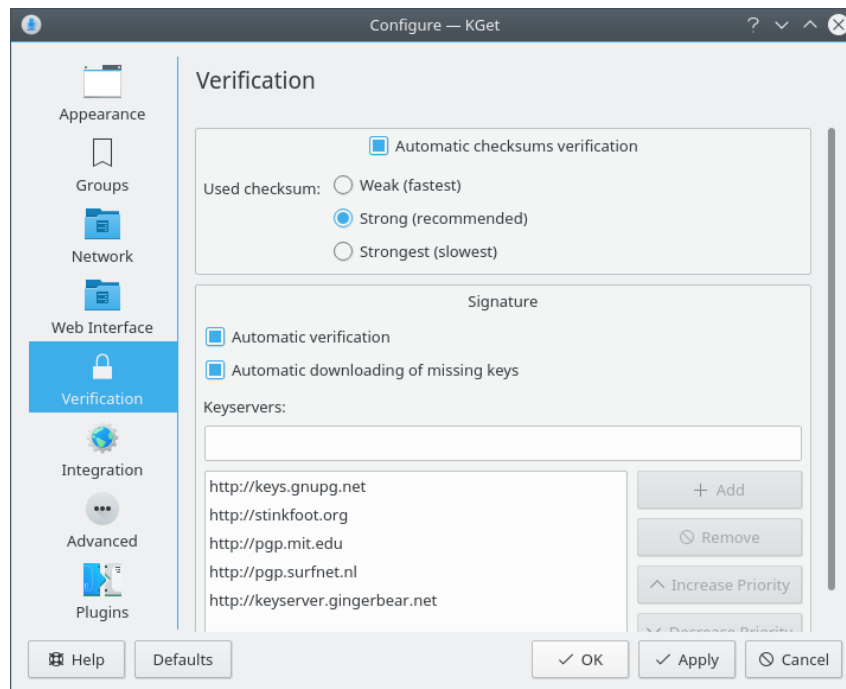 Configure — KGet
Appearance
Groups
Network
Web Interface
Verification
Integration
Advanced
Plugins
Verification
Automatic checksums verification
Used checksum:
Weak (fastest)
Strong (recommended)
Strongest (slowest)
Signature
Automatic verification
Automatic downloading of missing keys
Keyservers:
http://keys.gnupg.net
http://stinkfoot.org
http://pgp.mit.edu
http://pgp.surfnet.nl
http://keyserver.gingerbear.net
Add
Remove
Increase Priority
Decrease Priority
Help
Defaults
OK
Apply
Cancel